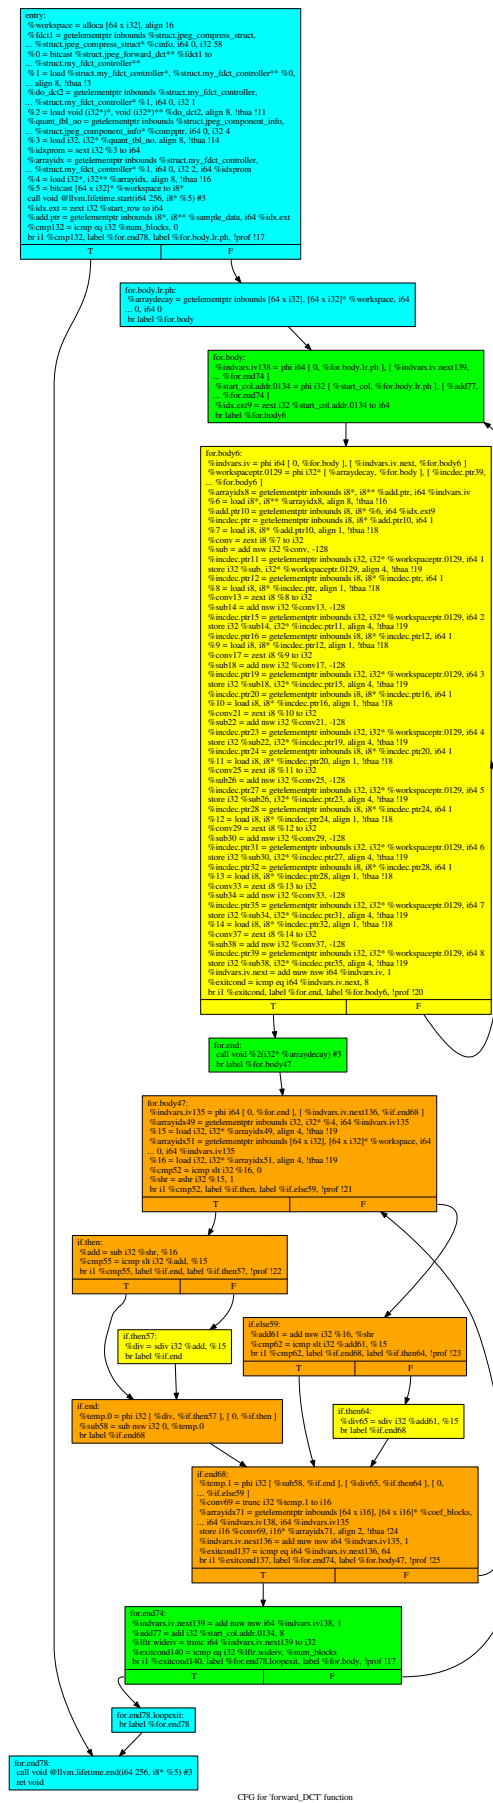 entry:
%workspace = alloca [64 x i32], align 16
%fdct1 = getelementptr inbounds %struct.jpeg_compress_struct,
... %struct.jpeg_compress_struct* %cinfo, i64 0, i32 58
%0 = bitcast %struct.jpeg_forward_dct** %fdct1 to
... %struct.my_fdct_controller**
%1 = load %struct.my_fdct_controller*, %struct.my_fdct_controller** %0,
... align 8, !tbaa !3
%do_dct2 = getelementptr inbounds %struct.my_fdct_controller,
... %struct.my_fdct_controller* %1, i64 0, i32 1
%2 = load void (i32*)*, void (i32*)** %do_dct2, align 8, !tbaa !11
%quant_tbl_no = getelementptr inbounds %struct.jpeg_component_info,
... %struct.jpeg_component_info* %compptr, i64 0, i32 4
%3 = load i32, i32* %quant_tbl_no, align 8, !tbaa !14
%idxprom = sext i32 %3 to i64
%arrayidx = getelementptr inbounds %struct.my_fdct_controller,
... %struct.my_fdct_controller* %1, i64 0, i32 2, i64 %idxprom
%4 = load i32*, i32** %arrayidx, align 8, !tbaa !16
%5 = bitcast [64 x i32]* %workspace to i8*
call void @llvm.lifetime.start(i64 256, i8* %5) #3
%idx.ext = zext i32 %start_row to i64
%add.ptr = getelementptr inbounds i8*, i8** %sample_data, i64 %idx.ext
%cmp132 = icmp eq i32 %num_blocks, 0
br i1 %cmp132, label %for.end78, label %for.body.lr.ph, !prof !17
T F
for.body.lr.ph:
%arraydecay = getelementptr inbounds [64 x i32], [64 x i32]* %workspace, i64
... 0, i64 0
br label %for.body
for.body:
%indvars.iv138 = phi i64 [ 0, %for.body.lr.ph ], [ %indvars.iv.next139,
... %for.end74 ]
%start_col.addr.0134 = phi i32 [ %start_col, %for.body.lr.ph ], [ %add77,
... %for.end74 ]
%idx.ext9 = zext i32 %start_col.addr.0134 to i64
br label %for.body6
for.body6:
%indvars.iv = phi i64 [ 0, %for.body ], [ %indvars.iv.next, %for.body6 ]
%workspaceptr.0129 = phi i32* [ %arraydecay, %for.body ], [ %incdec.ptr39,
... %for.body6 ]
%arrayidx8 = getelementptr inbounds i8*, i8** %add.ptr, i64 %indvars.iv
%6 = load i8*, i8** %arrayidx8, align 8, !tbaa !16
%add.ptr10 = getelementptr inbounds i8, i8* %6, i64 %idx.ext9
%incdec.ptr = getelementptr inbounds i8, i8* %add.ptr10, i64 1
%7 = load i8, i8* %add.ptr10, align 1, !tbaa !18
%conv = zext i8 %7 to i32
%sub = add nsw i32 %conv, -128
%incdec.ptr11 = getelementptr inbounds i32, i32* %workspaceptr.0129, i64 1
store i32 %sub, i32* %workspaceptr.0129, align 4, !tbaa !19
%incdec.ptr12 = getelementptr inbounds i8, i8* %incdec.ptr, i64 1
%8 = load i8, i8* %incdec.ptr, align 1, !tbaa !18
%conv13 = zext i8 %8 to i32
%sub14 = add nsw i32 %conv13, -128
%incdec.ptr15 = getelementptr inbounds i32, i32* %workspaceptr.0129, i64 2
store i32 %sub14, i32* %incdec.ptr11, align 4, !tbaa !19
%incdec.ptr16 = getelementptr inbounds i8, i8* %incdec.ptr12, i64 1
%9 = load i8, i8* %incdec.ptr12, align 1, !tbaa !18
%conv17 = zext i8 %9 to i32
%sub18 = add nsw i32 %conv17, -128
%incdec.ptr19 = getelementptr inbounds i32, i32* %workspaceptr.0129, i64 3
store i32 %sub18, i32* %incdec.ptr15, align 4, !tbaa !19
%incdec.ptr20 = getelementptr inbounds i8, i8* %incdec.ptr16, i64 1
%10 = load i8, i8* %incdec.ptr16, align 1, !tbaa !18
%conv21 = zext i8 %10 to i32
%sub22 = add nsw i32 %conv21, -128
%incdec.ptr23 = getelementptr inbounds i32, i32* %workspaceptr.0129, i64 4
store i32 %sub22, i32* %incdec.ptr19, align 4, !tbaa !19
%incdec.ptr24 = getelementptr inbounds i8, i8* %incdec.ptr20, i64 1
%11 = load i8, i8* %incdec.ptr20, align 1, !tbaa !18
%conv25 = zext i8 %11 to i32
%sub26 = add nsw i32 %conv25, -128
%incdec.ptr27 = getelementptr inbounds i32, i32* %workspaceptr.0129, i64 5
store i32 %sub26, i32* %incdec.ptr23, align 4, !tbaa !19
%incdec.ptr28 = getelementptr inbounds i8, i8* %incdec.ptr24, i64 1
%12 = load i8, i8* %incdec.ptr24, align 1, !tbaa !18
%conv29 = zext i8 %12 to i32
%sub30 = add nsw i32 %conv29, -128
%incdec.ptr31 = getelementptr inbounds i32, i32* %workspaceptr.0129, i64 6
store i32 %sub30, i32* %incdec.ptr27, align 4, !tbaa !19
%incdec.ptr32 = getelementptr inbounds i8, i8* %incdec.ptr28, i64 1
%13 = load i8, i8* %incdec.ptr28, align 1, !tbaa !18
%conv33 = zext i8 %13 to i32
%sub34 = add nsw i32 %conv33, -128
%incdec.ptr35 = getelementptr inbounds i32, i32* %workspaceptr.0129, i64 7
store i32 %sub34, i32* %incdec.ptr31, align 4, !tbaa !19
%14 = load i8, i8* %incdec.ptr32, align 1, !tbaa !18
%conv37 = zext i8 %14 to i32
%sub38 = add nsw i32 %conv37, -128
%incdec.ptr39 = getelementptr inbounds i32, i32* %workspaceptr.0129, i64 8
store i32 %sub38, i32* %incdec.ptr35, align 4, !tbaa !19
%indvars.iv.next = add nuw nsw i64 %indvars.iv, 1
%exitcond = icmp eq i64 %indvars.iv.next, 8
br i1 %exitcond, label %for.end, label %for.body6, !prof !20
T F
for.end:
call void %2(i32* %arraydecay) #3
br label %for.body47
for.body47:
%indvars.iv135 = phi i64 [ 0, %for.end ], [ %indvars.iv.next136, %if.end68 ]
%arrayidx49 = getelementptr inbounds i32, i32* %4, i64 %indvars.iv135
%15 = load i32, i32* %arrayidx49, align 4, !tbaa !19
%arrayidx51 = getelementptr inbounds [64 x i32], [64 x i32]* %workspace, i64
... 0, i64 %indvars.iv135
%16 = load i32, i32* %arrayidx51, align 4, !tbaa !19
%cmp52 = icmp slt i32 %16, 0
%shr = ashr i32 %15, 1
br i1 %cmp52, label %if.then, label %if.else59, !prof !21
T F
if.then:
%add = sub i32 %shr, %16
%cmp55 = icmp slt i32 %add, %15
br i1 %cmp55, label %if.end, label %if.then57, !prof !22
T F
if.else59:
%add61 = add nsw i32 %16, %shr
%cmp62 = icmp slt i32 %add61, %15
br i1 %cmp62, label %if.end68, label %if.then64, !prof !23
T F
if.then57:
%div = sdiv i32 %add, %15
br label %if.end
if.end:
%temp.0 = phi i32 [ %div, %if.then57 ], [ 0, %if.then ]
%sub58 = sub nsw i32 0, %temp.0
br label %if.end68
if.then64:
%div65 = sdiv i32 %add61, %15
br label %if.end68
if.end68:
%temp.1 = phi i32 [ %sub58, %if.end ], [ %div65, %if.then64 ], [ 0,
... %if.else59 ]
%conv69 = trunc i32 %temp.1 to i16
%arrayidx71 = getelementptr inbounds [64 x i16], [64 x i16]* %coef_blocks,
... i64 %indvars.iv138, i64 %indvars.iv135
store i16 %conv69, i16* %arrayidx71, align 2, !tbaa !24
%indvars.iv.next136 = add nuw nsw i64 %indvars.iv135, 1
%exitcond137 = icmp eq i64 %indvars.iv.next136, 64
br i1 %exitcond137, label %for.end74, label %for.body47, !prof !25
T F
for.end74:
%indvars.iv.next139 = add nuw nsw i64 %indvars.iv138, 1
%add77 = add i32 %start_col.addr.0134, 8
%lftr.wideiv = trunc i64 %indvars.iv.next139 to i32
%exitcond140 = icmp eq i32 %lftr.wideiv, %num_blocks
br i1 %exitcond140, label %for.end78.loopexit, label %for.body, !prof !17
T F
for.end78.loopexit:
br label %for.end78
for.end78:
call void @llvm.lifetime.end(i64 256, i8* %5) #3
ret void
CFG for 'forward_DCT' function